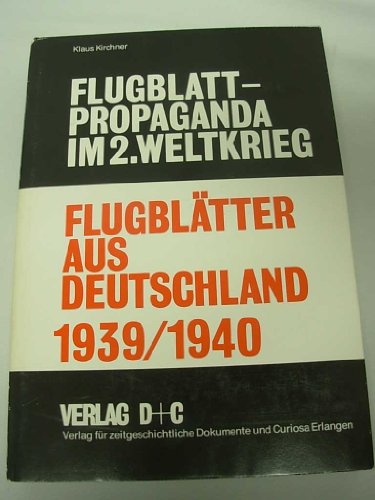 Klaus Kirchner
FLUGBLATT-
PROPAGANDA
IM 2.WELTKRIEG
FLUGBLÄTTER
AUS
DEUTSCHLAND
1939/1940
VERLAG D+C
Verlag für zeitgeschichtliche Dokumente und Curiosa Erlangen